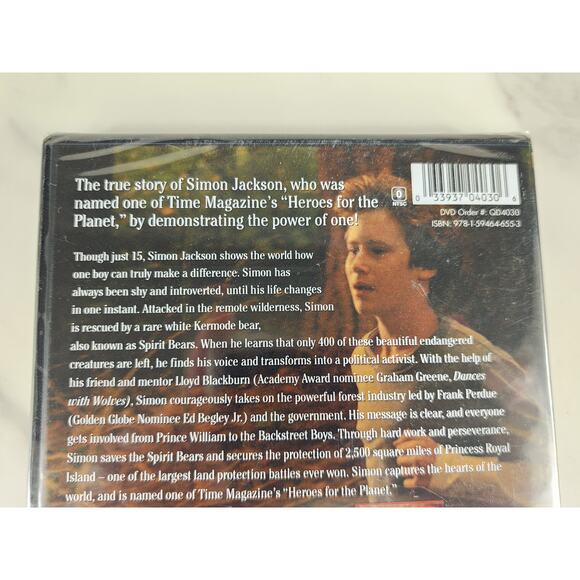 The true story of Simon Jackson, who was
named one of Time Magazine's "Heroes for the
Planet," by demonstrating the power of one!
0
NTSC
0 33937 04030 6
DVD Order #: QD4030
ISBN: 978-1-59464-655-3
Though just 15, Simon Jackson shows the world how
one boy can truly make a difference. Simon has
always been shy and introverted, until his life changes
in one instant. Attacked in the remote wilderness, Simon
is rescued by a rare white Kermode bear,
also known as Spirit Bears. When he learns that only 400 of these beautiful endangered
creatures are left, he finds his voice and transforms into a political activist. With the help of
his friend and mentor Lloyd Blackburn (Academy Award nominee Graham Greene, Dances
with Wolves), Simon courageously takes on the powerful forest industry led by Frank Perdue
(Golden Globe Nominee Ed Begley Jr.) and the government. His message is clear, and everyone
gets involved from Prince William to the Backstreet Boys. Through hard work and perseverance,
Simon saves the Spirit Bears and secures the protection of 2,500 square miles of Princess Royal
Island – one of the largest land protection battles ever won. Simon captures the hearts of the
world, and is named one of Time Magazine's "Heroes for the Planet."